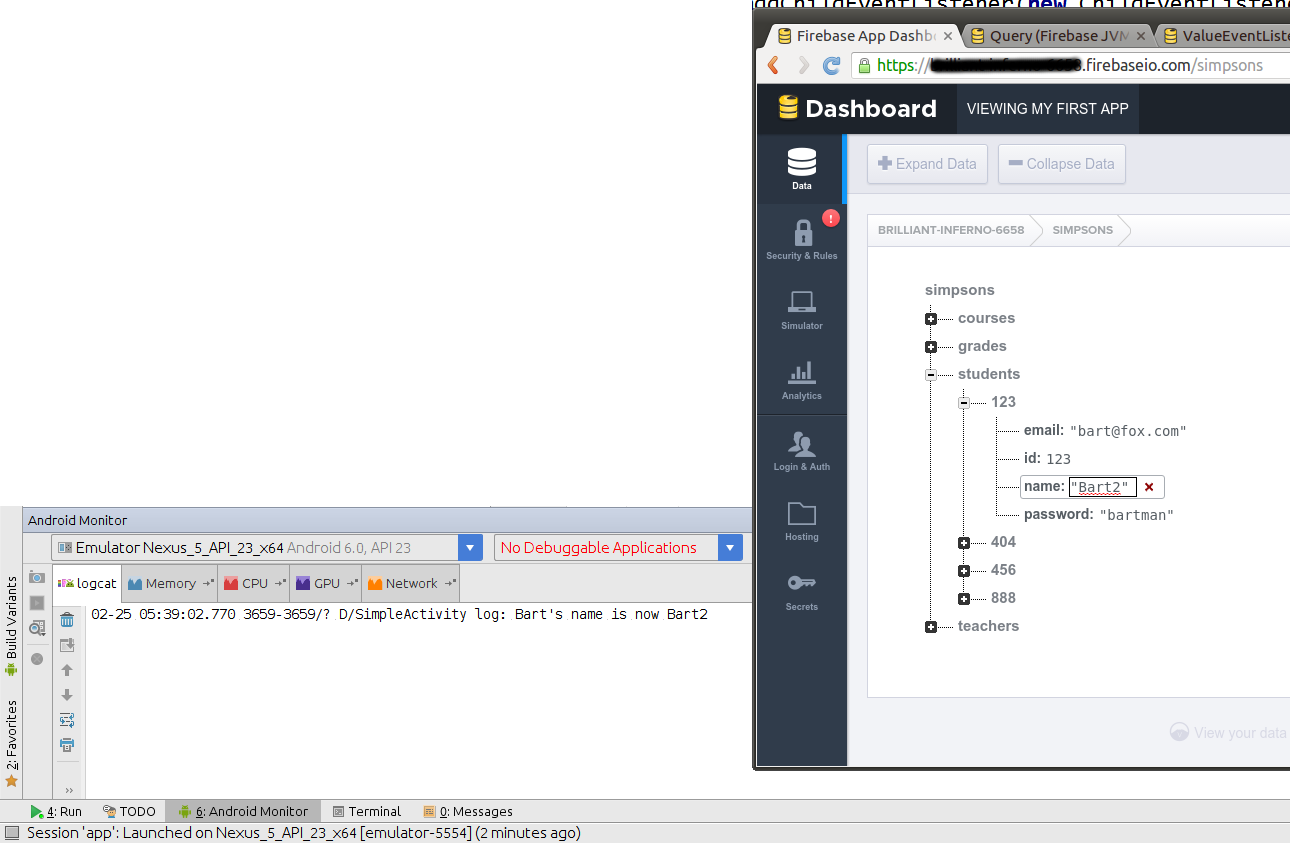 addChildEventListener(new ChildEventListene
Firebase App Dashb
Query (Firebase JVM
ValueEventListe
https://
.firebaseio.com/simpsons
Dashboard
VIEWING MY FIRST APP
Data
Expand Data
Collapse Data
Security & Rules
BRILLIANT-INFERNO-6658
SIMPSONS
Simulator
Analytics
Login & Auth
Hosting
Secrets
simpsons
courses
grades
students
123
email: "bart@fox.com"
id: 123
name: "Bart2"
password: "bartman"
404
456
888
teachers
View your data
Android Monitor
Emulator Nexus_5_API_23_x64 Android 6.0, API 23
No Debuggable Applications
logcat
Memory
CPU
GPU
Network
02-25 05:39:02.770 3659-3659/? D/SimpleActivity log: Bart's name is now Bart2
Build Variants
2: Favorites
4: Run
TODO
6: Android Monitor
Terminal
0: Messages
Session 'app': Launched on Nexus_5_API_23_x64 [emulator-5554] (2 minutes ago)